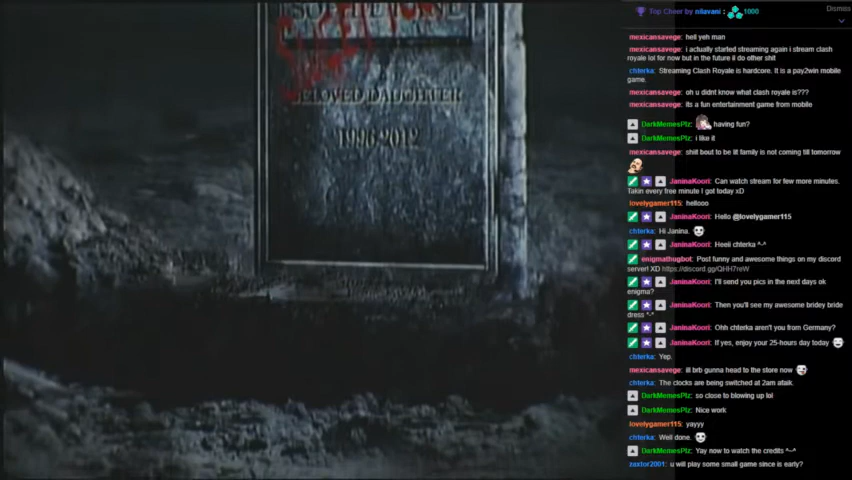 BELOVED DAUGHTER
1996-2012
Top Cheer by nilavani : 1000
mexicansavege: hell yeh man
mexicansavege: i actually started streaming again i stream clash
royale lol for now but in the future il do other shit
chterka: Streaming Clash Royale is hardcore. It is a pay2win mobile
game.
mexicansavege: oh u didnt know what clash royale is???
mexicansavege: its a fun entertainment game from mobile
DarkMemesPlz: having fun?
DarkMemesPlz: i like it
mexicansavege: shiit bout to be lit family is not coming till tomorrow
JaninaKoori: Can watch stream for few more minutes.
Takin every free minute I got today xD
lovelygamer115: hellooo
JaninaKoori: Hello @lovelygamer115
chterka: Hi Janina.
JaninaKoori: Heeii chterka ^-^
enigmathugbot: Post funny and awesome things on my discord
server! XD https://discord.gg/QHH7reW
JaninaKoori: I'll send you pics in the next days ok
enigma?
JaninaKoori: Then you'll see my awesome bridey bride
dress ^-^
JaninaKoori: Ohh chterka aren't you from Germany?
JaninaKoori: If yes, enjoy your 25-hours day today
chterka: Yep.
mexicansavege: ill brb gunna head to the store now
chterka: The clocks are being switched at 2am afaik.
DarkMemesPlz: so close to blowing up lol
DarkMemesPlz: Nice work
lovelygamer115: yayyy
chterka: Well done.
DarkMemesPlz: Yay now to watch the credits ^--^
zaxtor2001: u will play some small game since is early?